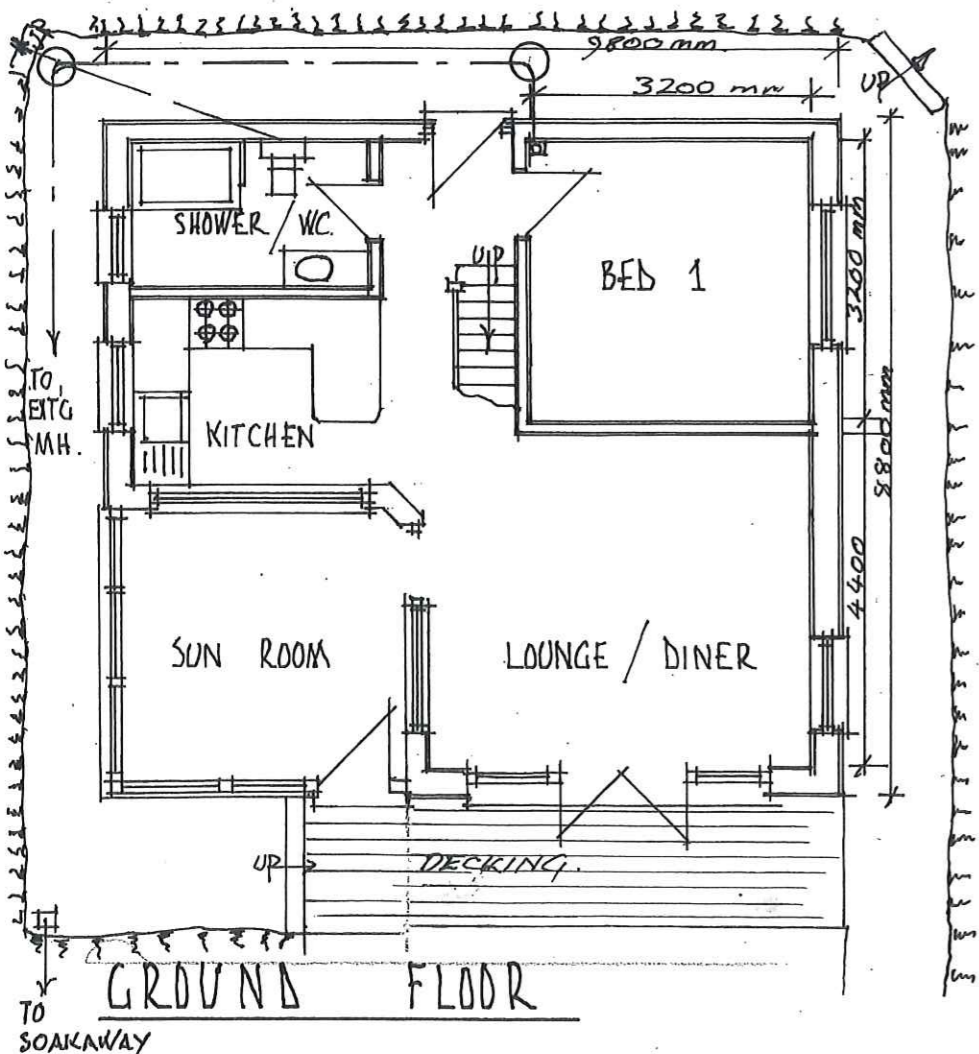 9800 mm
3200 mm
UP
SHOWER / W.C.
UP
BED 1
3200 mm
TO
EXTG
MH.
KITCHEN
8800 mm
4400
SUN ROOM
LOUNGE / DINER
UP
DECKING.
GROUND FLOOR
TO
SOAKAWAY